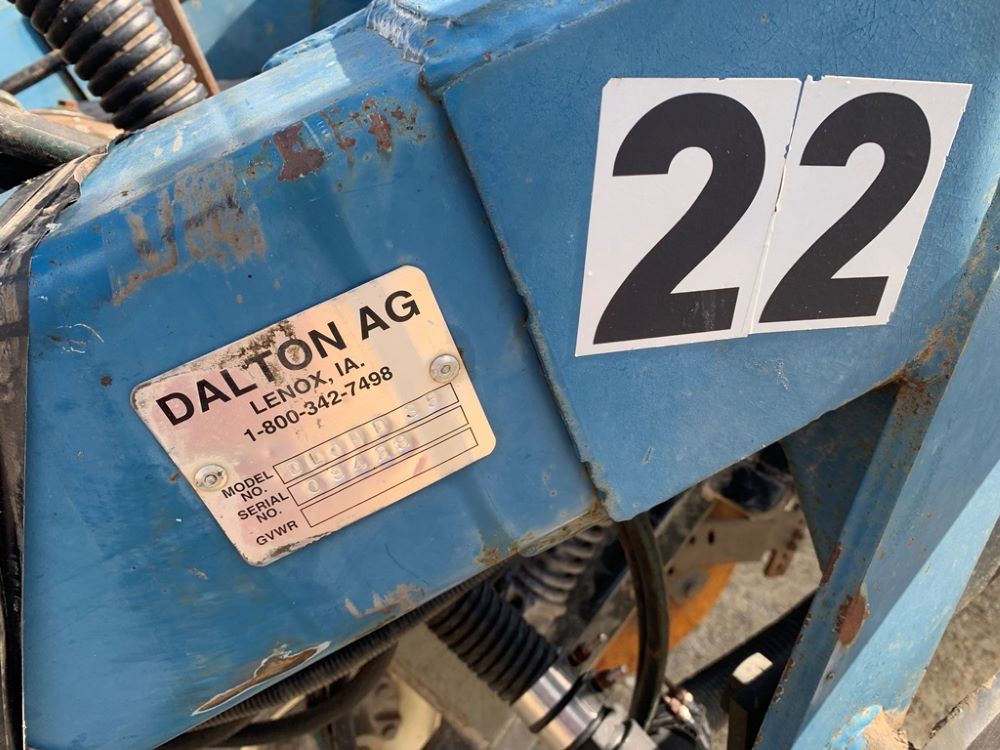 DALTON AG
LENOX, IA.
1-800-342-7498
MODEL NO.
SERIAL NO.
GVWR
22